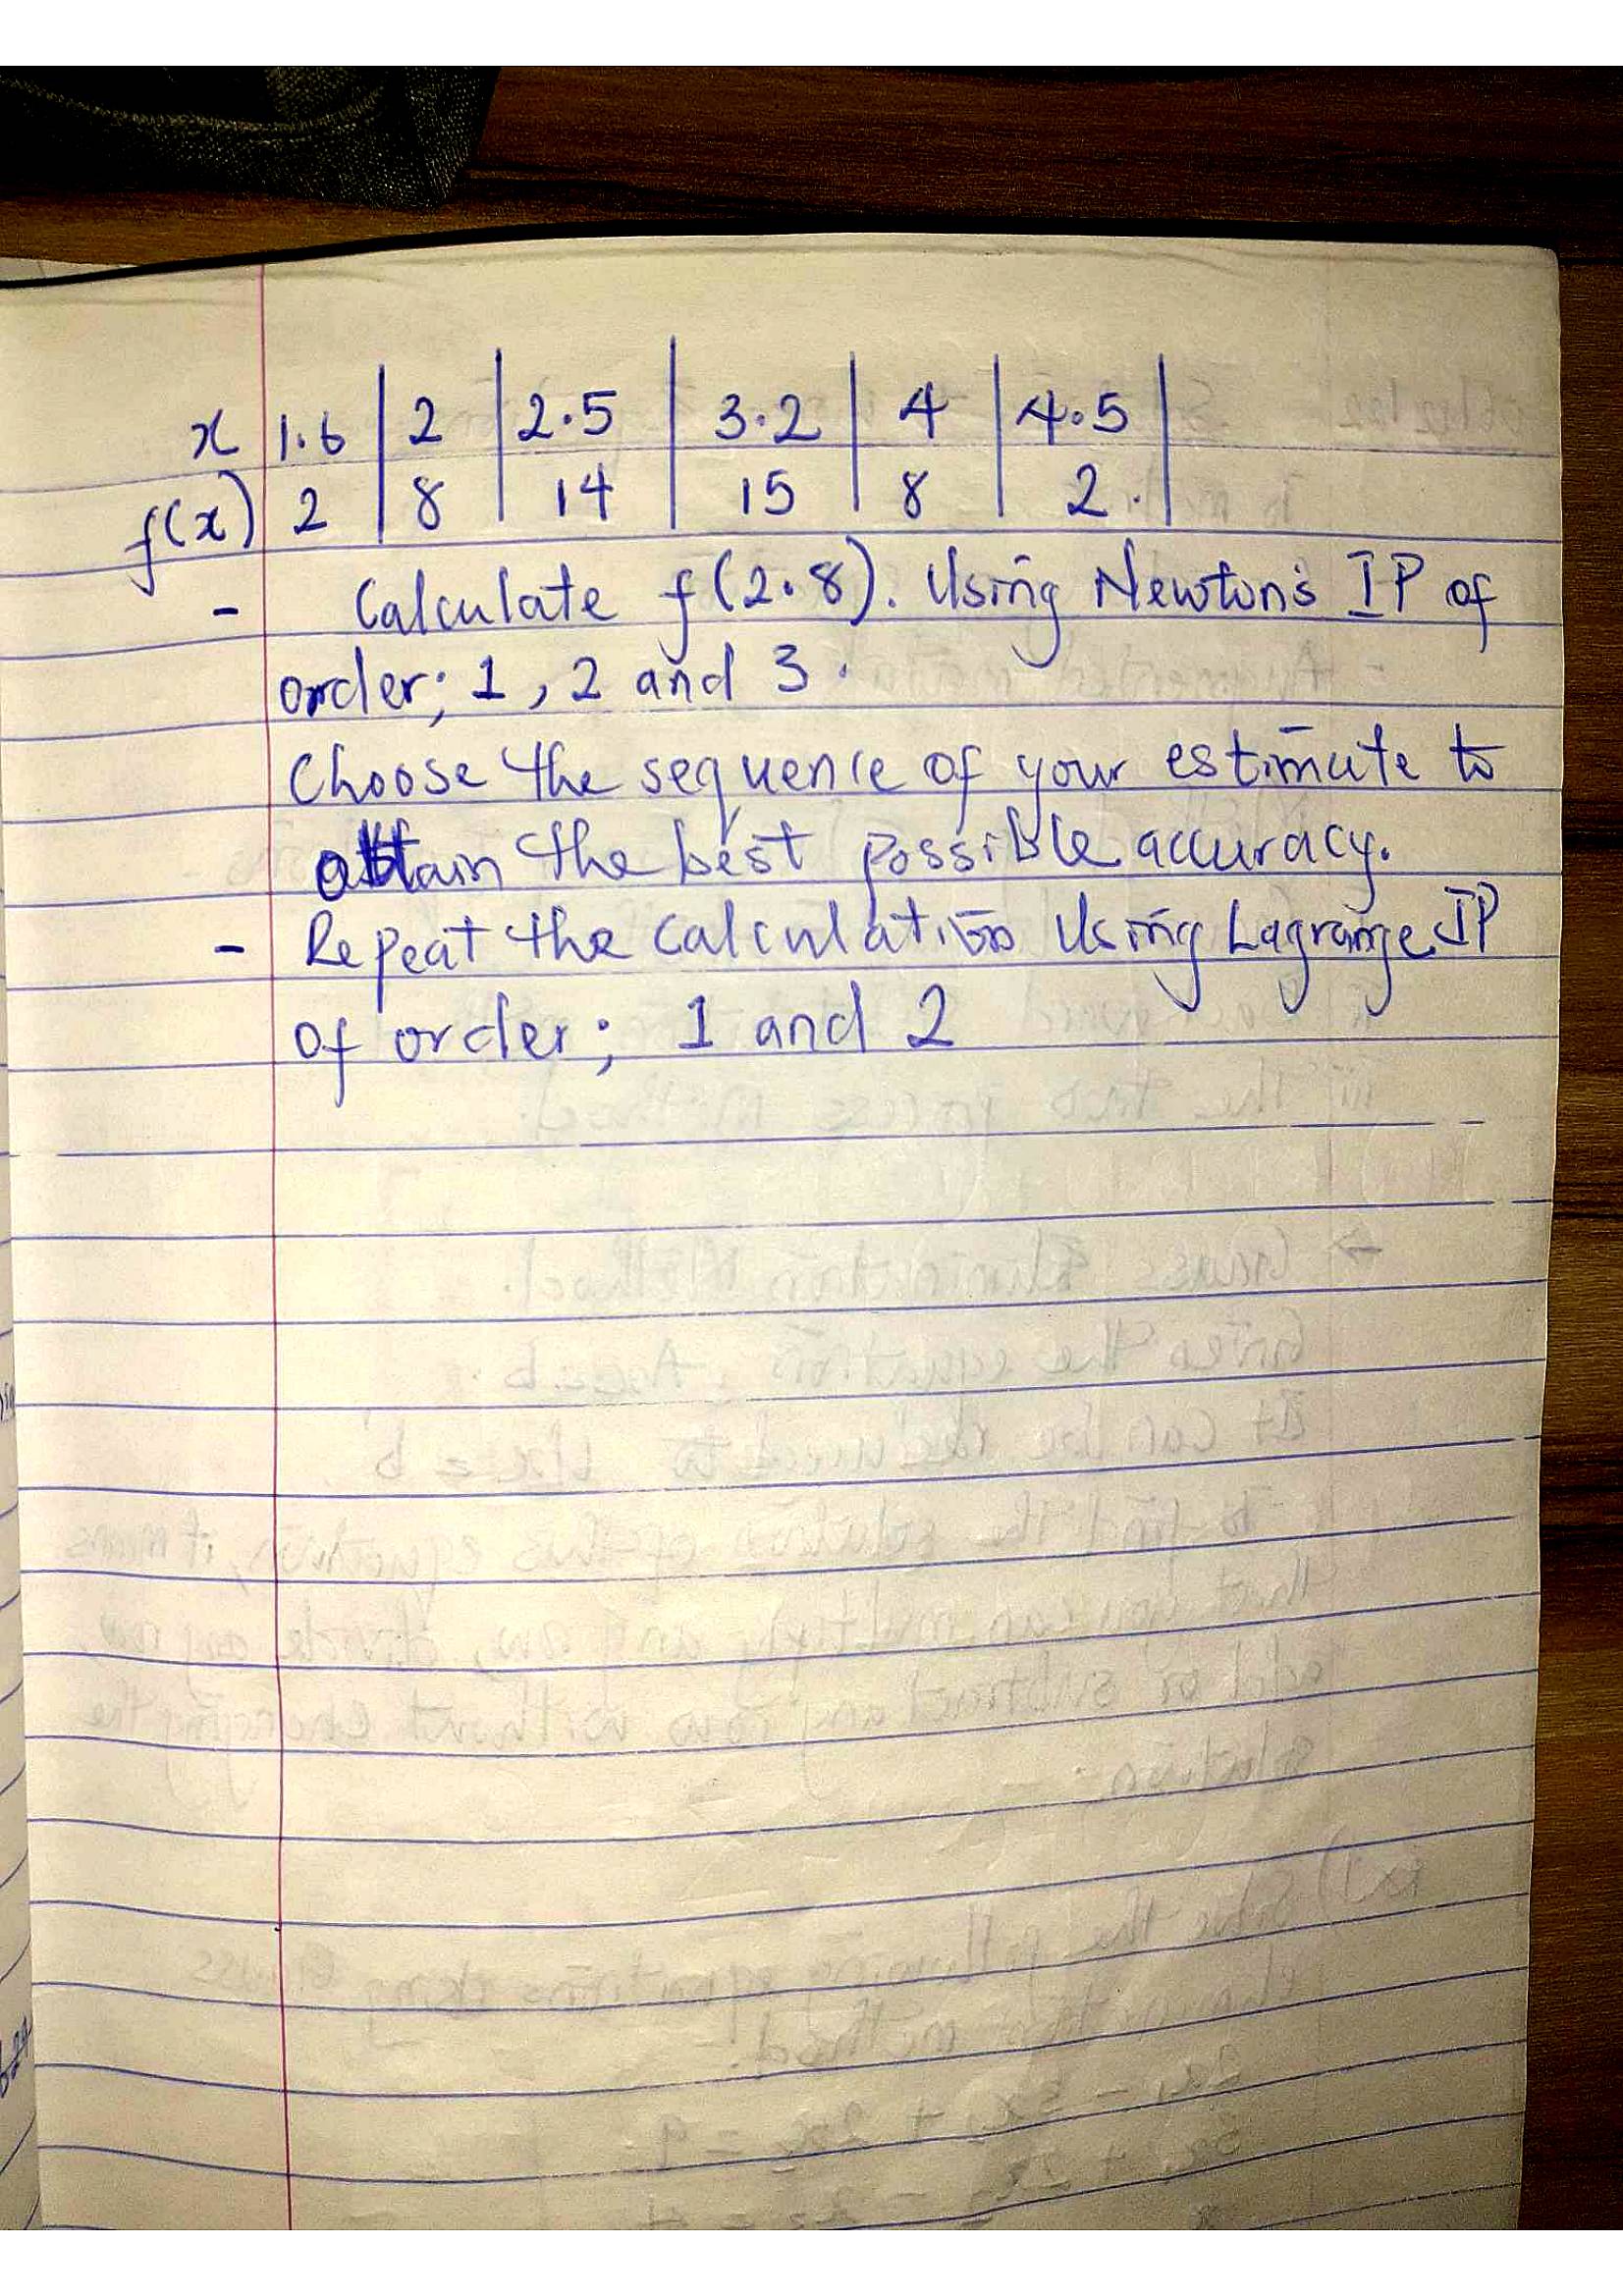 x 1.6 2 2.5 3.2 4 4.5
f(x) 2 8 14 15 8 2.
- Calculate f(2.8). Using Newton's IP of
order; 1, 2 and 3.
Choose the sequence of your estimate to
obtain the best possible accuracy.
- Repeat the calculation Using Lagrange IP
of order; 1 and 2